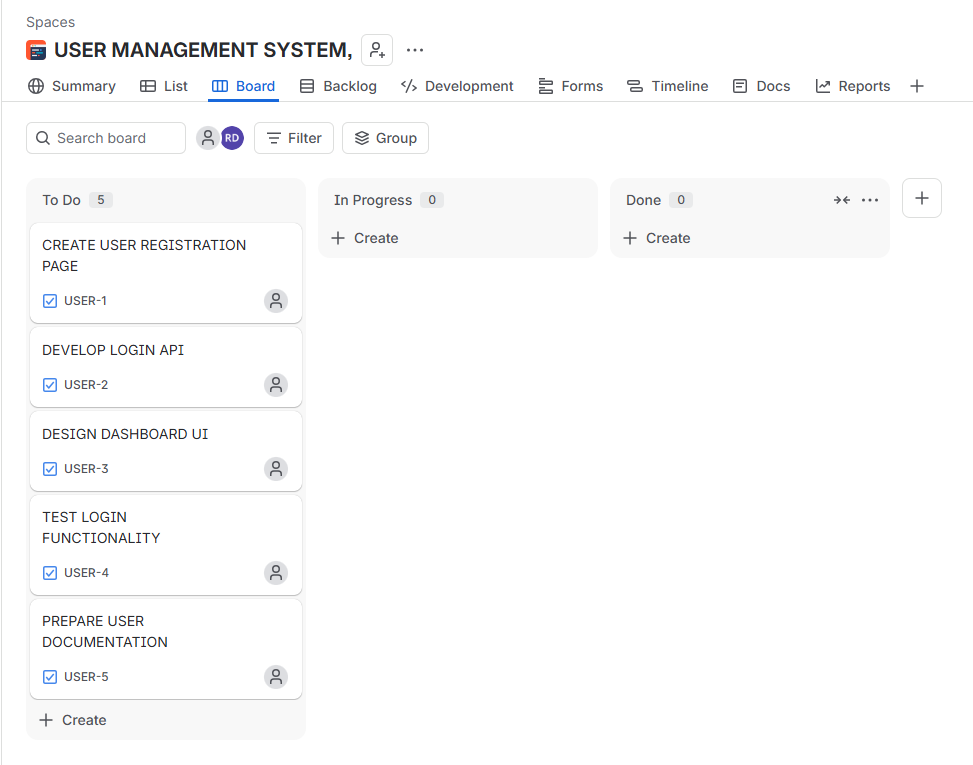 Spaces
USER MANAGEMENT SYSTEM,
Summary List Board Backlog Development Forms Timeline Docs Reports
Search board RD Filter Group
To Do 5
CREATE USER REGISTRATION
PAGE
USER-1
DEVELOP LOGIN API
USER-2
DESIGN DASHBOARD UI
USER-3
TEST LOGIN
FUNCTIONALITY
USER-4
PREPARE USER
DOCUMENTATION
USER-5
Create
In Progress 0
Create
Done 0
Create